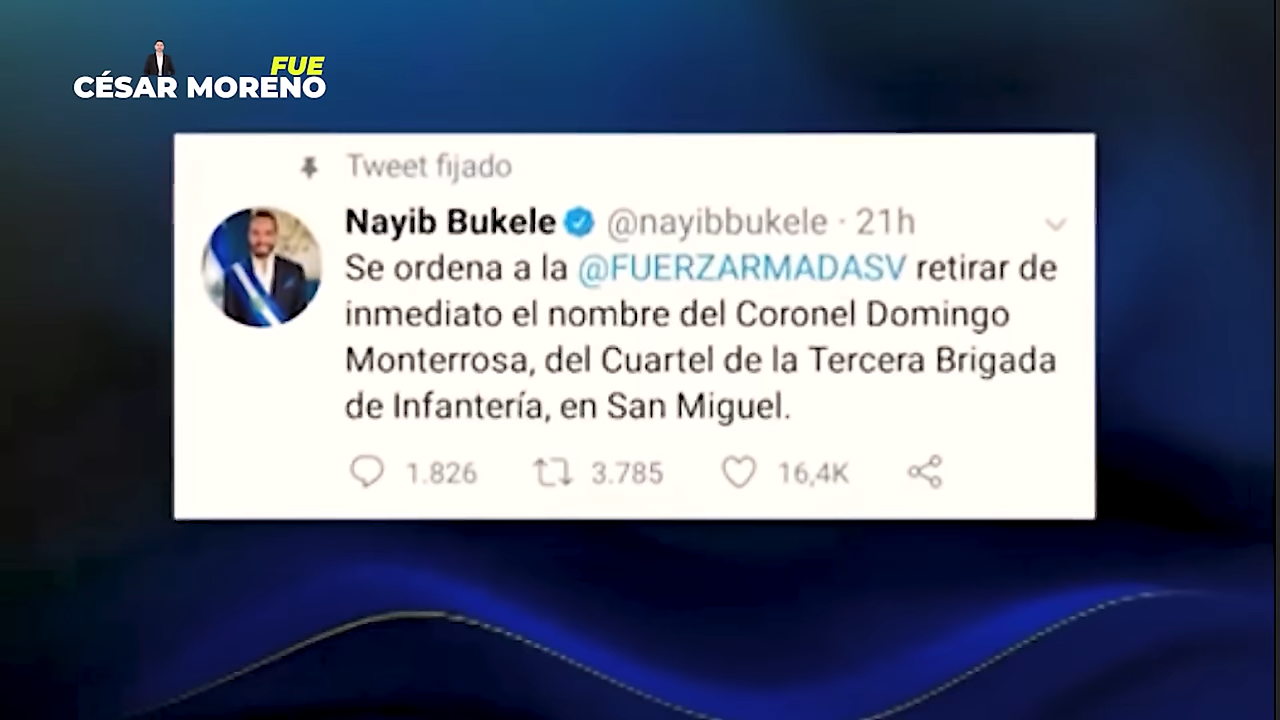 FUE
CÉSAR MORENO
Tweet fijado
Nayib Bukele @nayibbukele · 21h
Se ordena a la @FUERZARMADASV retirar de
inmediato el nombre del Coronel Domingo
Monterrosa, del Cuartel de la Tercera Brigada
de Infantería, en San Miguel.
1.826 3.785 16,4K